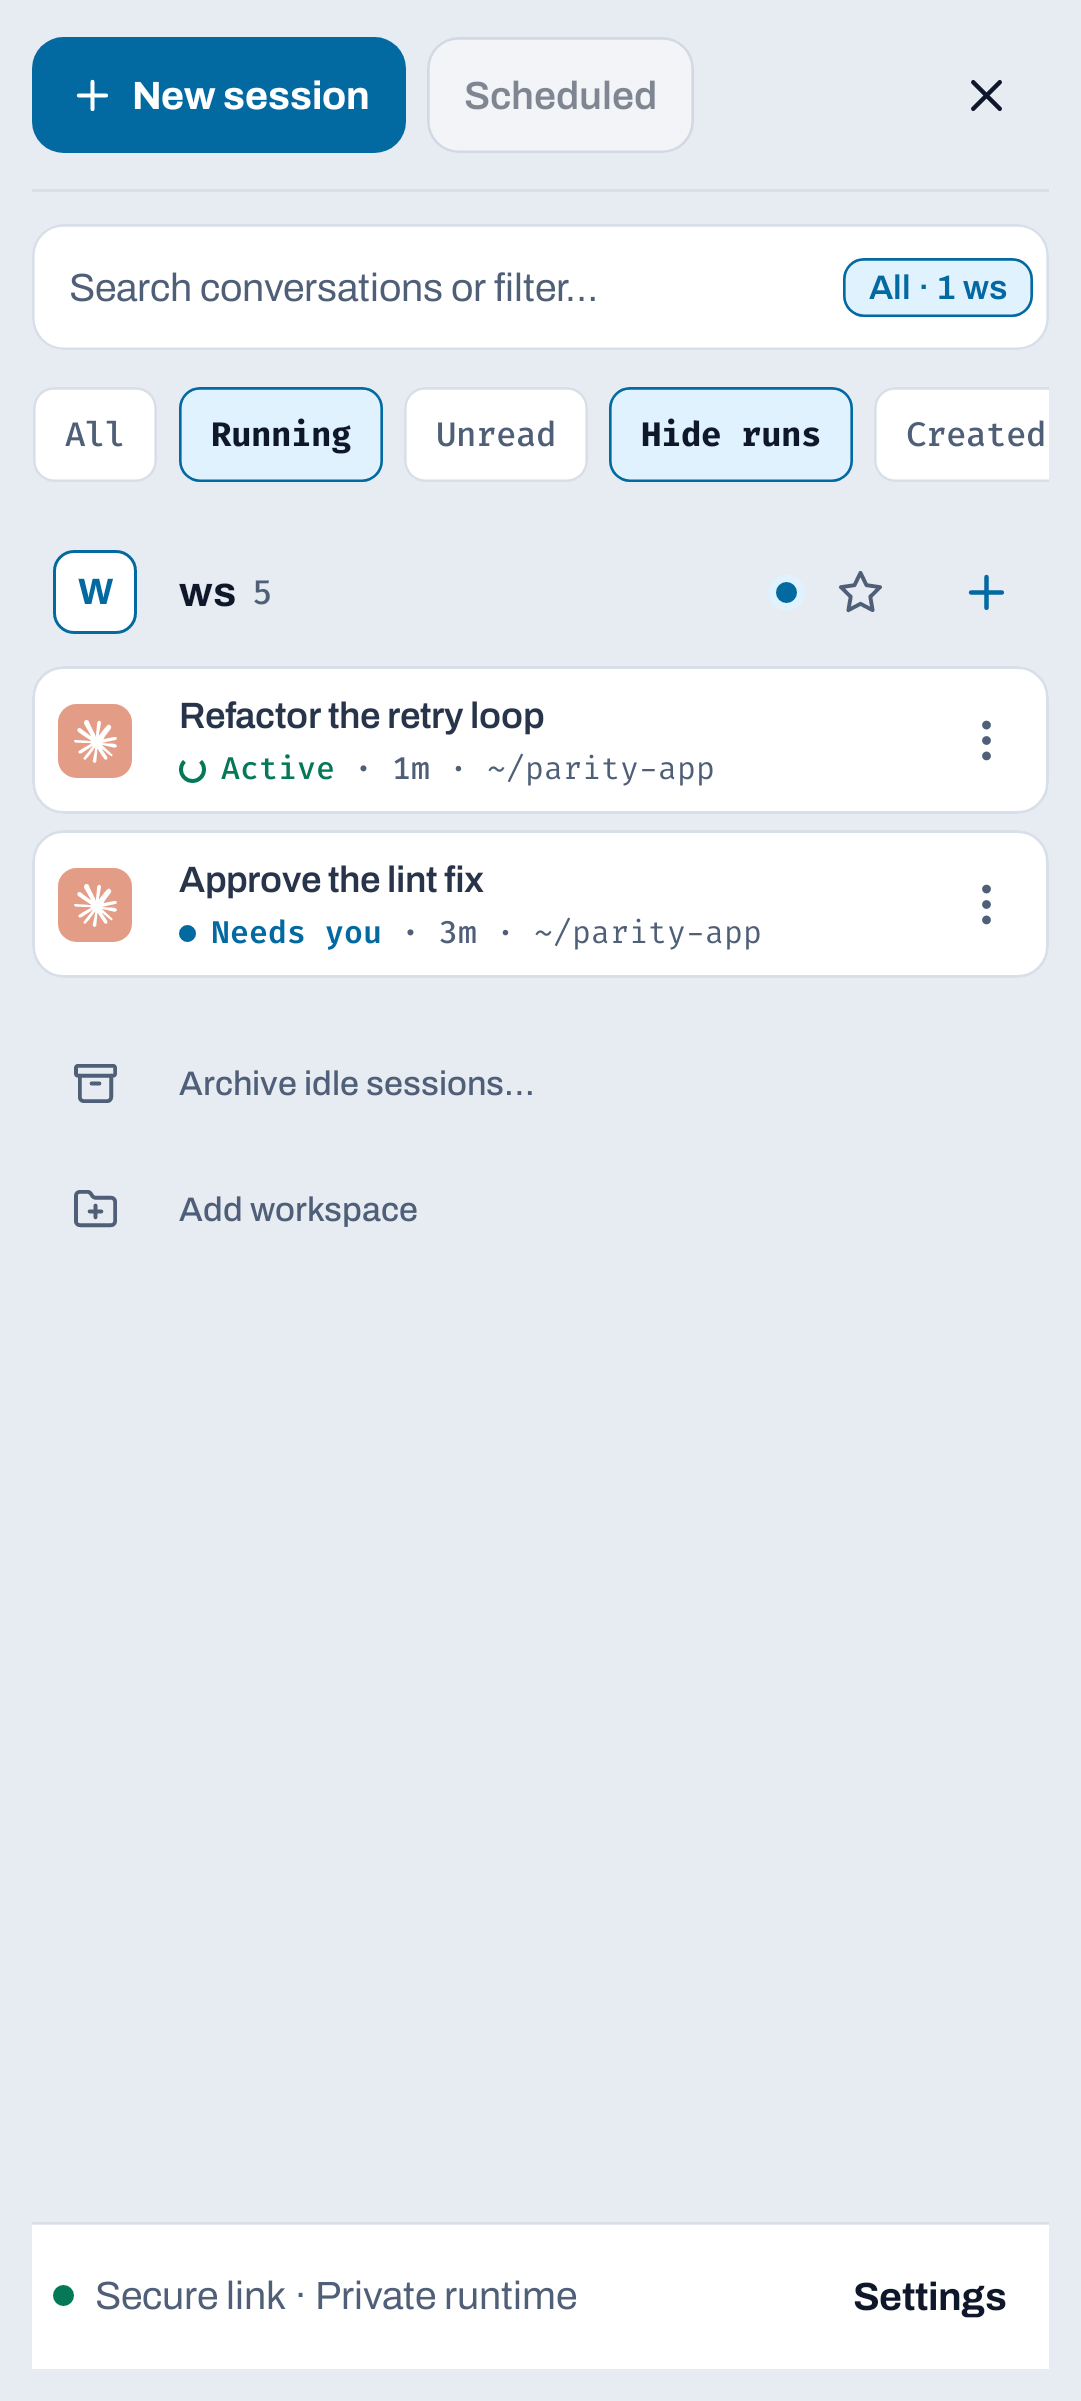 New session
Scheduled
Search conversations or filter...
All · 1 ws
All
Running
Unread
Hide runs
Created
W
ws 5
Refactor the retry loop
Active · 1m · ~/parity-app
Approve the lint fix
Needs you · 3m · ~/parity-app
Archive idle sessions...
Add workspace
Secure link · Private runtime
Settings